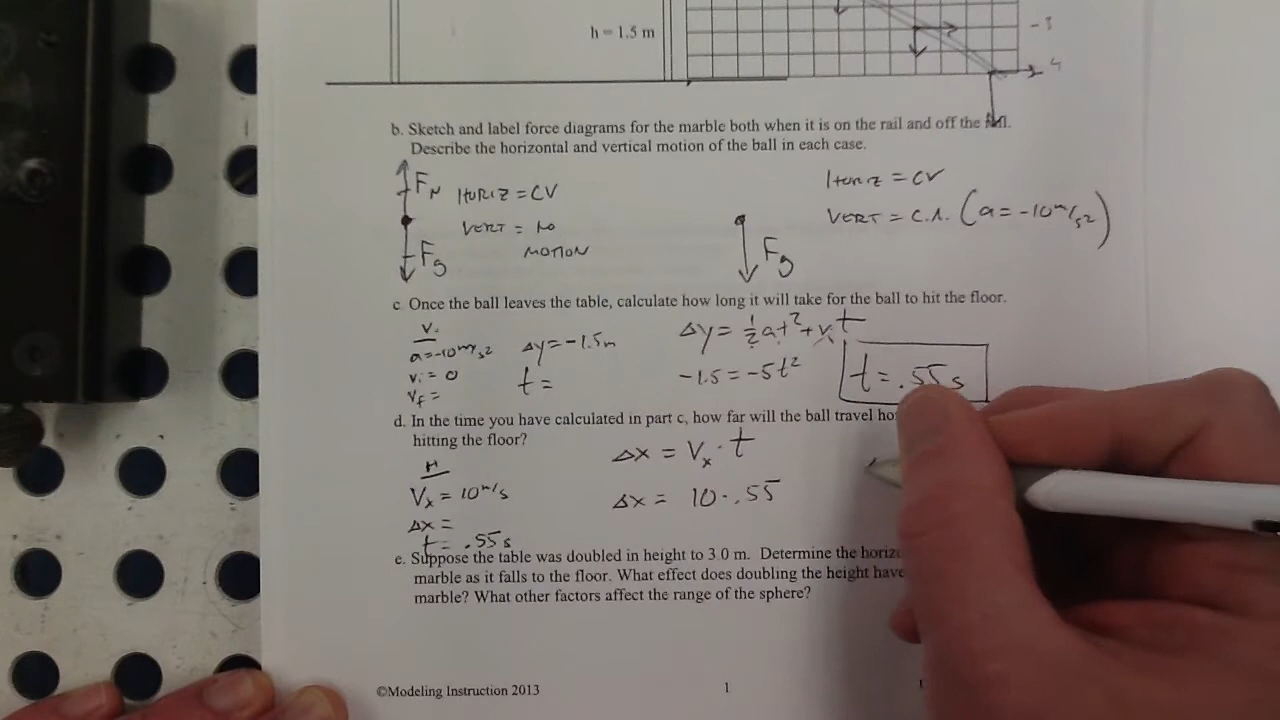 h = 1.5 m
b. Sketch and label force diagrams for the marble both when it is on the rail and off the
Describe the horizontal and vertical motion of the ball in each case.
FN HORIZ = CV
VERT = NO
MOTION
Fg
Fg
HORIZ = CV
VERT = C.A. (a = -10 m/s2)
c. Once the ball leaves the table, calculate how long it will take for the ball to hit the floor.
V.
a = -10 m/s2
vi = 0
vf =
Δy = -1.5m
t =
Δy = ½at² + vit
-1.5 = -5t²
t = .55 s
d. In the time you have calculated in part c, how far will the ball travel
hitting the floor?
H
Vx = 10 m/s
Δx =
t = .55 s
Δx = Vx · t
Δx = 10 · .55
e. Suppose the table was doubled in height to 3.0 m. Determine the
marble as it falls to the floor. What effect does doubling the height have
marble? What other factors affect the range of the sphere?
©Modeling Instruction 2013
1